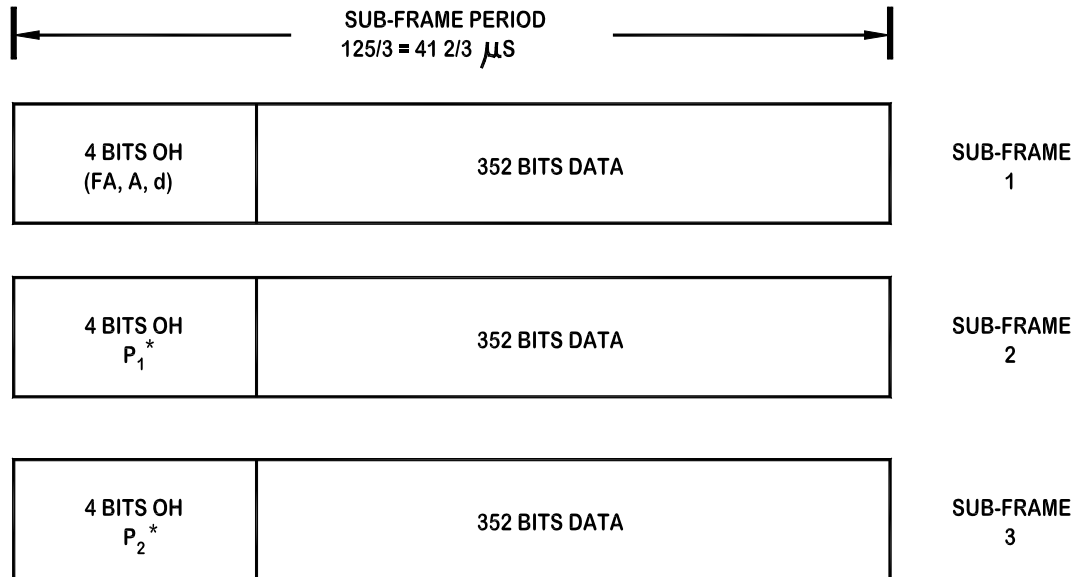 SUB-FRAME PERIOD
125/3 = 41 2/3 μS
4 BITS OH
(FA, A, d)
352 BITS DATA
SUB-FRAME
1
4 BITS OH
P₁*
352 BITS DATA
SUB-FRAME
2
4 BITS OH
P₂*
352 BITS DATA
SUB-FRAME
3